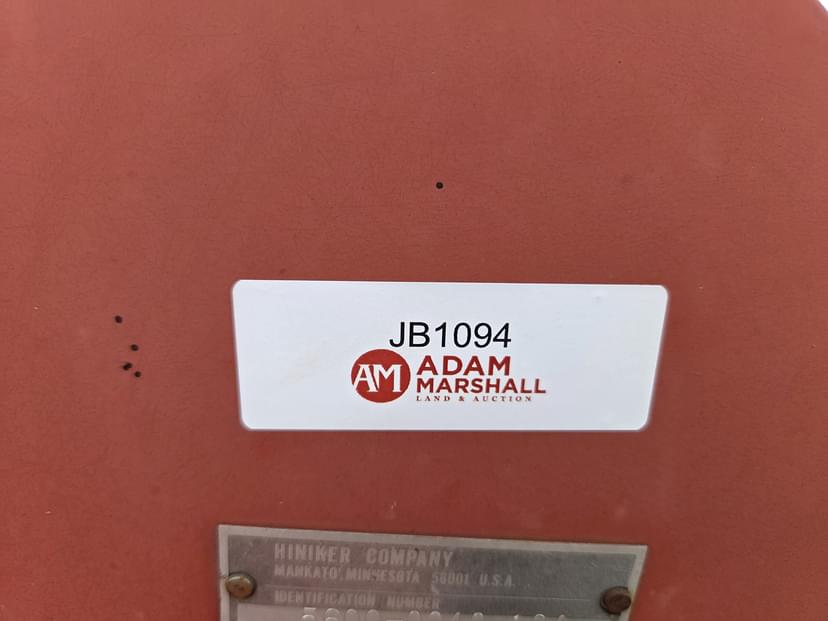 JB1094
AM
ADAM
MARSHALL
LAND & AUCTION
HINIKER COMPANY
MANKATO, MINNESOTA 56001 U.S.A.
IDENTIFICATION NUMBER